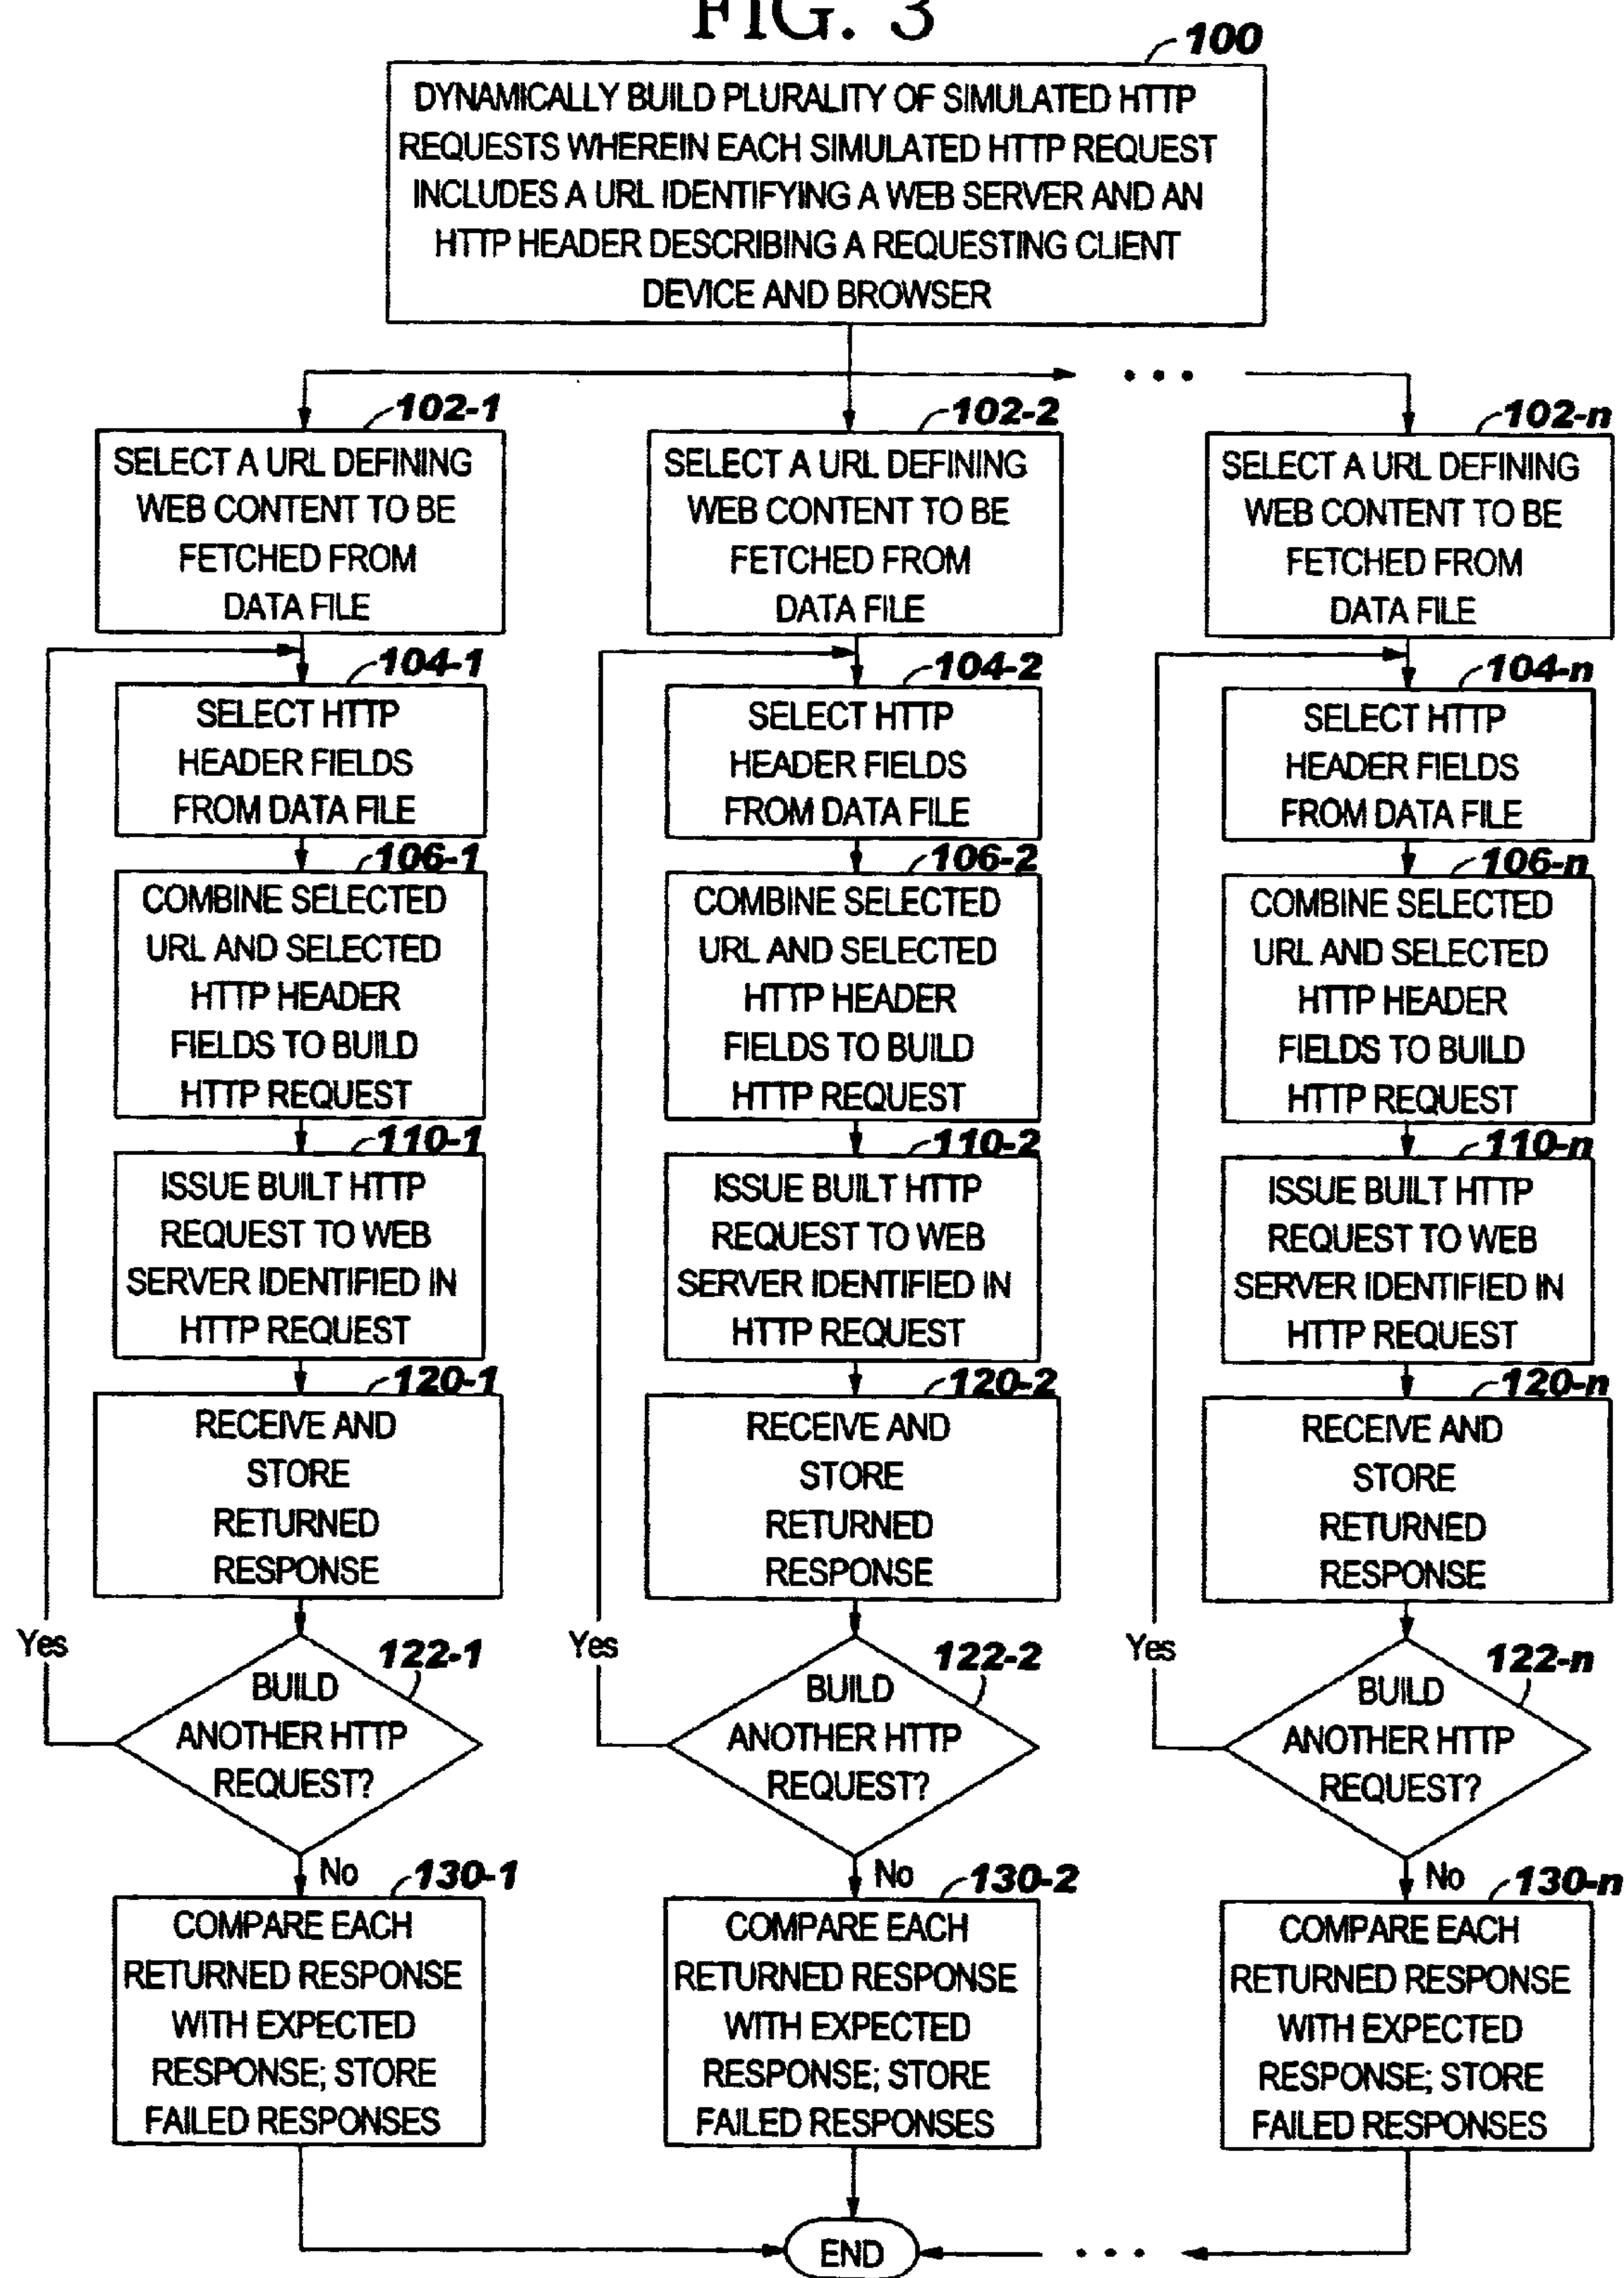 FIG. 3
100
DYNAMICALLY BUILD PLURALITY OF SIMULATED HTTP
REQUESTS WHEREIN EACH SIMULATED HTTP REQUEST
INCLUDES A URL IDENTIFYING A WEB SERVER AND AN
HTTP HEADER DESCRIBING A REQUESTING CLIENT
DEVICE AND BROWSER
102-1
SELECT A URL DEFINING
WEB CONTENT TO BE
FETCHED FROM
DATA FILE
104-1
SELECT HTTP
HEADER FIELDS
FROM DATA FILE
106-1
COMBINE SELECTED
URL AND SELECTED
HTTP HEADER
FIELDS TO BUILD
HTTP REQUEST
110-1
ISSUE BUILT HTTP
REQUEST TO WEB
SERVER IDENTIFIED IN
HTTP REQUEST
120-1
RECEIVE AND
STORE
RETURNED
RESPONSE
Yes
122-1
BUILD
ANOTHER HTTP
REQUEST?
No
130-1
COMPARE EACH
RETURNED RESPONSE
WITH EXPECTED
RESPONSE; STORE
FAILED RESPONSES
102-2
SELECT A URL DEFINING
WEB CONTENT TO BE
FETCHED FROM
DATA FILE
104-2
SELECT HTTP
HEADER FIELDS
FROM DATA FILE
106-2
COMBINE SELECTED
URL AND SELECTED
HTTP HEADER
FIELDS TO BUILD
HTTP REQUEST
110-2
ISSUE BUILT HTTP
REQUEST TO WEB
SERVER IDENTIFIED IN
HTTP REQUEST
120-2
RECEIVE AND
STORE
RETURNED
RESPONSE
Yes
122-2
BUILD
ANOTHER HTTP
REQUEST?
No
130-2
COMPARE EACH
RETURNED RESPONSE
WITH EXPECTED
RESPONSE; STORE
FAILED RESPONSES
102-n
SELECT A URL DEFINING
WEB CONTENT TO BE
FETCHED FROM
DATA FILE
104-n
SELECT HTTP
HEADER FIELDS
FROM DATA FILE
106-n
COMBINE SELECTED
URL AND SELECTED
HTTP HEADER
FIELDS TO BUILD
HTTP REQUEST
110-n
ISSUE BUILT HTTP
REQUEST TO WEB
SERVER IDENTIFIED IN
HTTP REQUEST
120-n
RECEIVE AND
STORE
RETURNED
RESPONSE
Yes
122-n
BUILD
ANOTHER HTTP
REQUEST?
No
130-n
COMPARE EACH
RETURNED RESPONSE
WITH EXPECTED
RESPONSE; STORE
FAILED RESPONSES
END